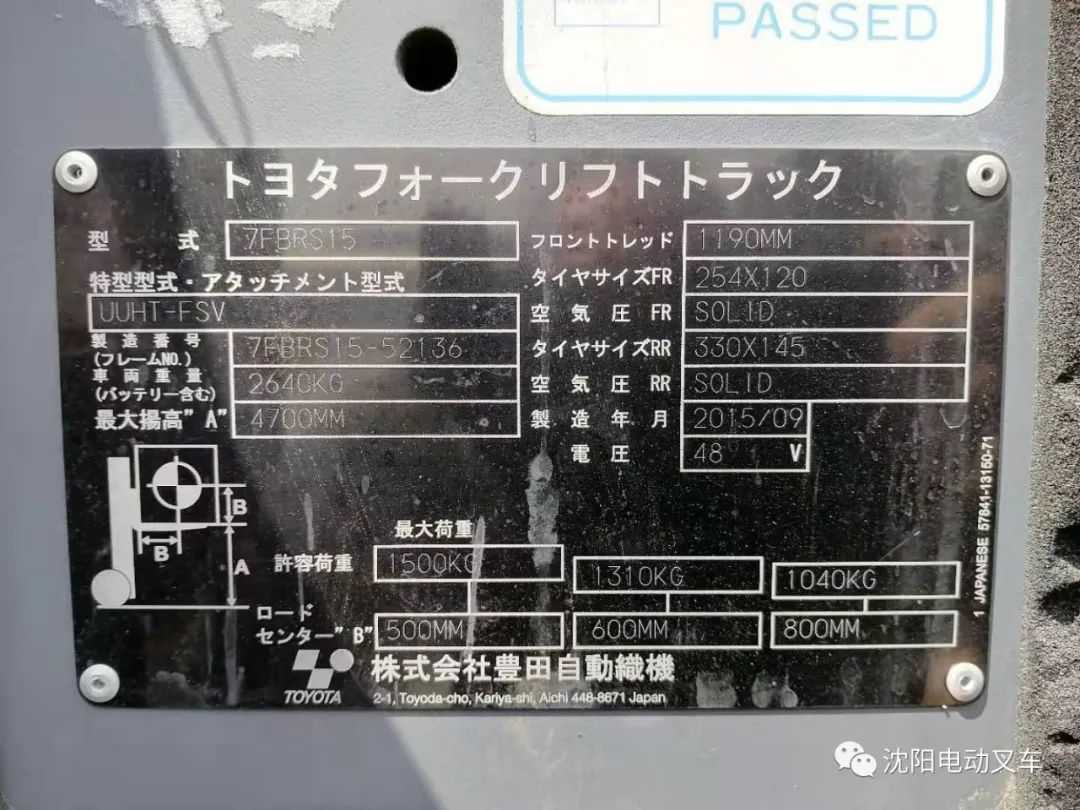 PASSED
トヨタフォークリフトトラック
型 式 7FBRS15
特型型式・アタッチメント型式
UUHT-FSV
製造番号
(フレームNO.) 7FBRS15-52136
車両重量
(バッテリー含む) 2640KG
最大揚高"A" 4700MM
フロントトレッド 1190MM
タイヤサイズFR 254X120
空気圧 FR SOLID
タイヤサイズRR 330X145
空気圧 RR SOLID
製造年月 2015/09
電圧 48 V
B
B
A
最大荷重
許容荷重 1500KG 1310KG 1040KG
ロード
センター"B" 500MM 600MM 800MM
TOYOTA
株式会社豊田自動織機
2-1, Toyoda-cho, Kariya-shi, Aichi 448-8671 Japan
1 JAPANESE 57841-13160-71
沈阳电动叉车